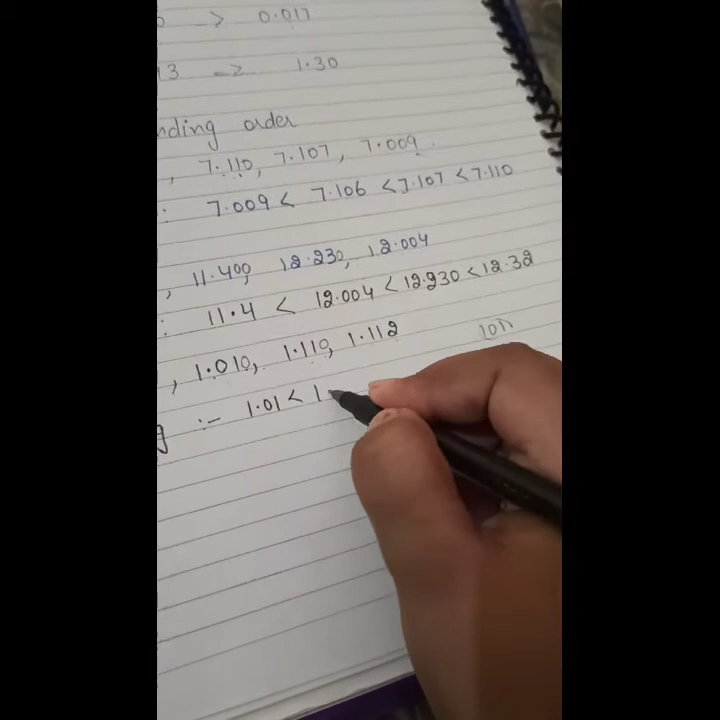 > 0.017
13 => 1.30
nding order
, 7.110, 7.107, 7.009.
: 7.009 < 7.106 < 7.107 < 7.110
, 11.400, 12.230, 12.004
: 11.4 < 12.004 < 12.230 < 12.32
, 1.010, 1.110, 1.112
g :- 1.01 < 1